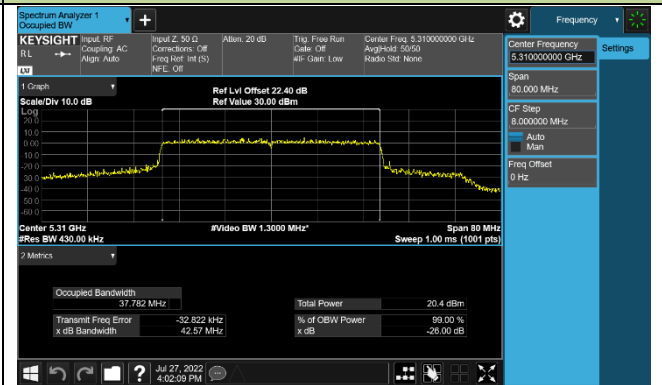 Spectrum Analyzer 1
Occupied BW
+
Frequency
KEYSIGHT
RL
LXI
Input: RF
Coupling: AC
Align: Auto
Input Z: 50 Ω
Corrections: Off
Freq Ref: Int (S)
NFE: Off
Atten: 20 dB
Trig: Free Run
Gate: Off
#IF Gain: Low
Center Freq: 5.310000000 GHz
Avg|Hold: 50/50
Radio Std: None
Center Frequency
5.310000000 GHz
Settings
Span
80.000 MHz
CF Step
8.000000 MHz
Auto
Man
Freq Offset
0 Hz
1 Graph
Scale/Div 10.0 dB
Ref Lvl Offset 22.40 dB
Ref Value 30.00 dBm
Log
20.0
10.0
0.00
-10.0
-20.0
-30.0
-40.0
-50.0
-60.0
Center 5.31 GHz
#Video BW 1.3000 MHz*
Span 80 MHz
#Res BW 430.00 kHz
Sweep 1.00 ms (1001 pts)
2 Metrics
Occupied Bandwidth
37.782 MHz
Total Power 20.4 dBm
Transmit Freq Error -32.822 kHz
% of OBW Power 99.00 %
x dB Bandwidth 42.57 MHz
x dB -26.00 dB
?
Jul 27, 2022
4:02:09 PM